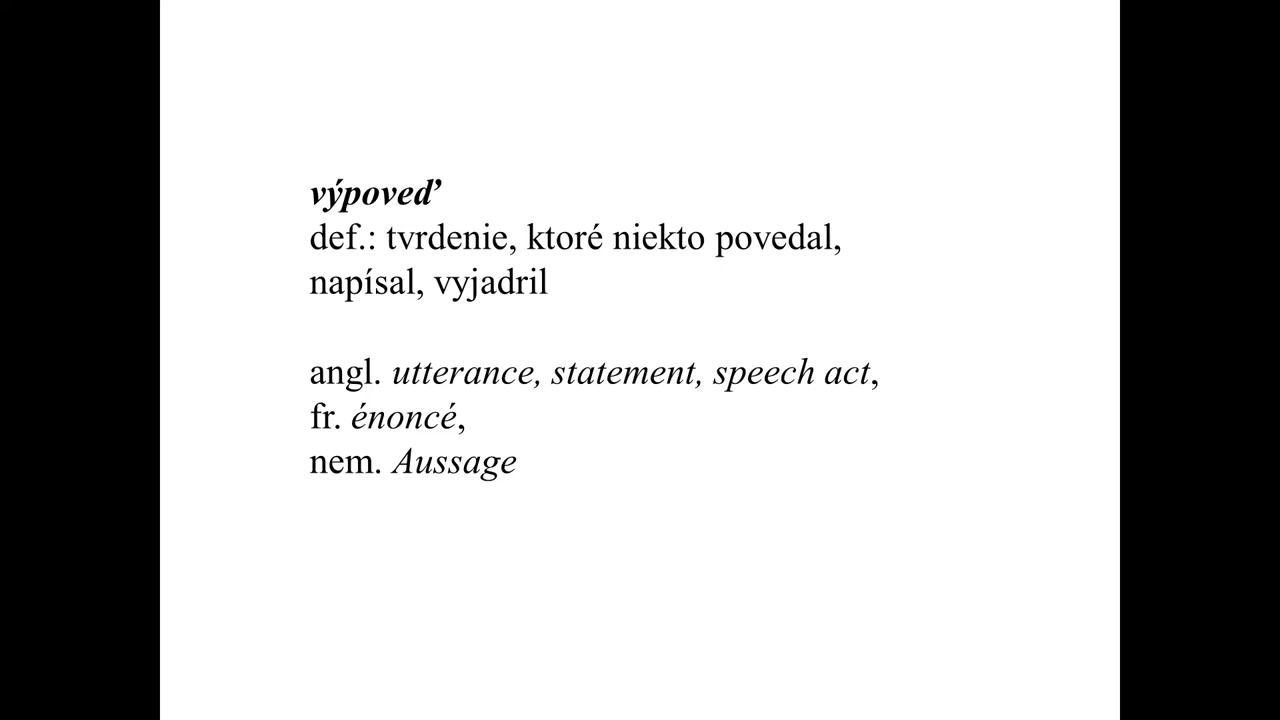 výpoveď
def.: tvrdenie, ktoré niekto povedal,
napísal, vyjadril
angl. utterance, statement, speech act,
fr. énoncé,
nem. Aussage